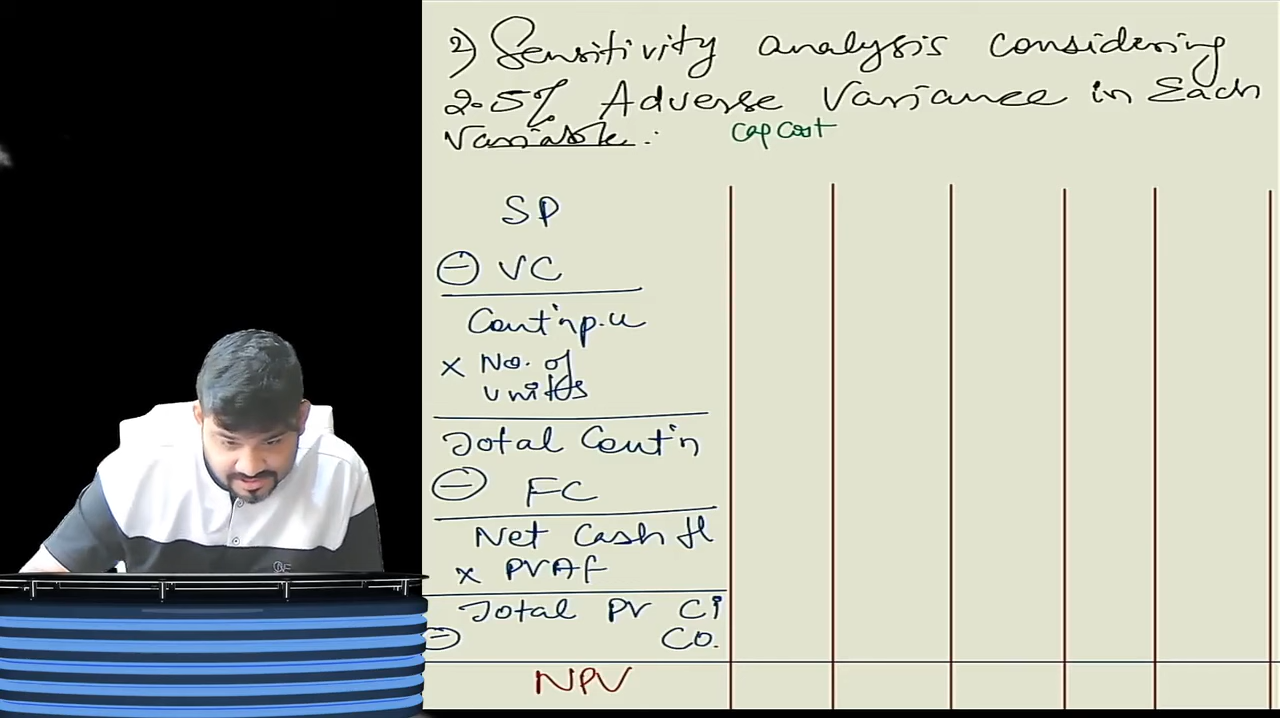 2) Sensitivity analysis considering
2.5% Adverse Variance in Each
Variable:
Cap Cost
SP
(-) VC
Cont'n p.u
x No. of
units
Total Cont'n
(-) FC
Net Cash fl
x PVAF
Total PV CI
(-) CO.
NPV